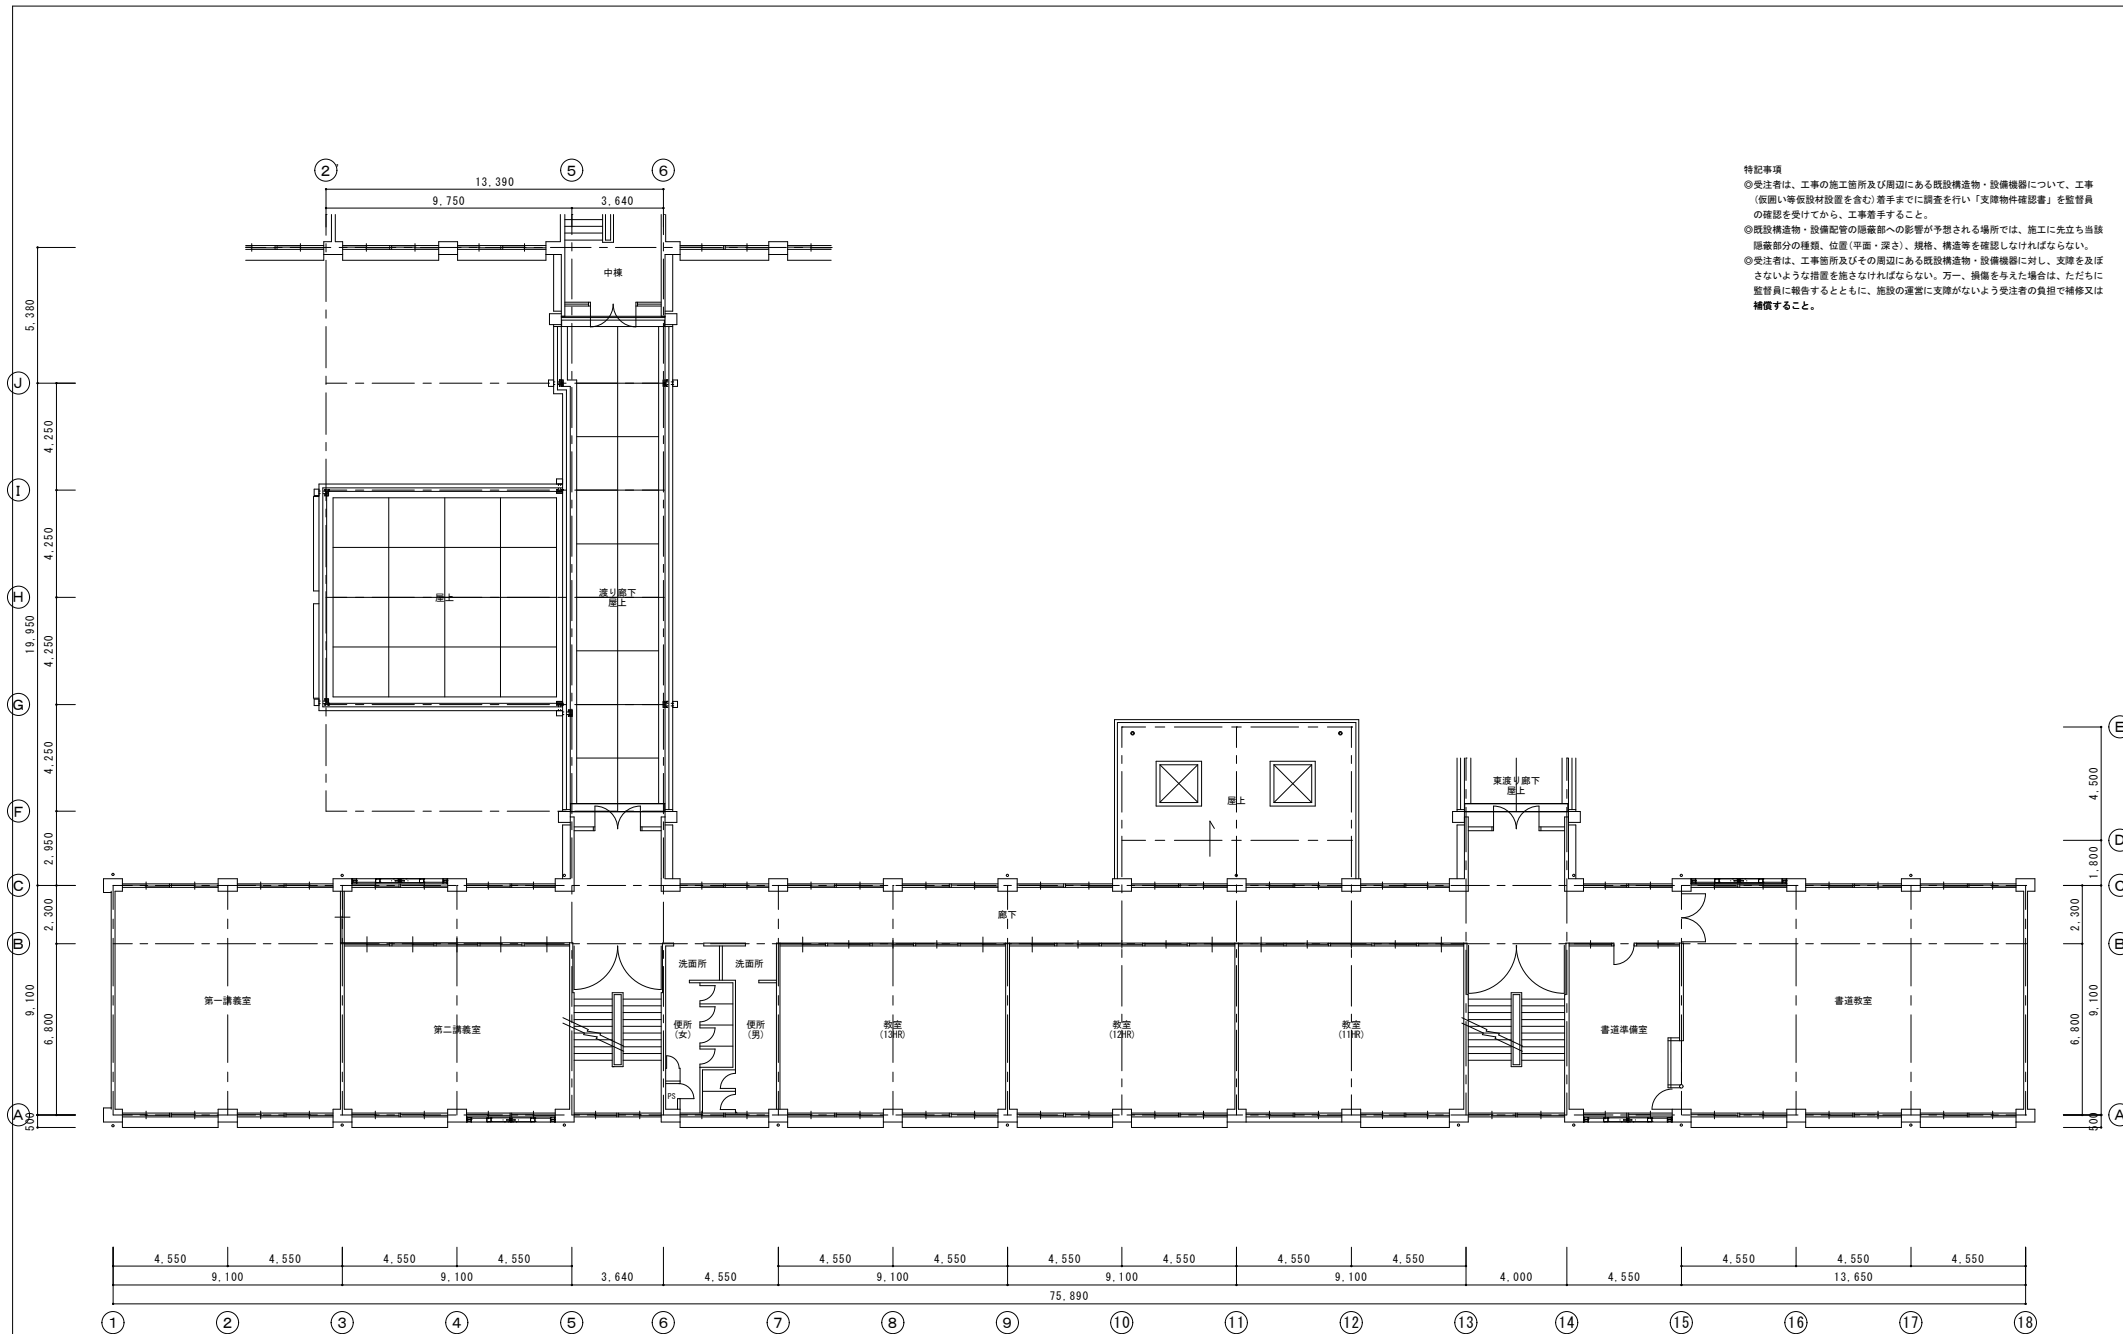 特記事項
◎受注者は、工事の施工箇所及び周辺にある既設構造物・設備機器について、工事
(仮囲い等仮設材設置を含む)着手までに調査を行い「支障物件確認書」を監督員
の確認を受けてから、工事着手すること。
◎既設構造物・設備配管の隠蔽部への影響が予想される場所では、施工に先立ち当該
隠蔽部分の種類、位置(平面・深さ)、規格、構造等を確認しなければならない。
◎受注者は、工事箇所及びその周辺にある既設構造物・設備機器に対し、支障を及ぼ
さないような措置を施さなければならない。万一、損傷を与えた場合は、ただちに
監督員に報告するとともに、施設の運営に支障がないよう受注者の負担で補修又は
補償すること。
② ⑤ ⑥
13,390
9,750 3,640
中棟
5,380
J
4,250
I
4,250
H
屋上
渡り廊下
屋上
19,950
4,250
G
4,250
F
2,950
C
2,300
B
9,100
6,800
A
500
E
4,500
D
1,800
C
2,300
B
9,100
6,800
A
500
屋上
東渡り廊下
屋上
廊下
洗面所 洗面所
第一講義室
第二講義室
便所
(女)
便所
(男)
PS
教室
(13HR)
教室
(12HR)
教室
(11HR)
書道準備室
書道教室
4,550 4,550 4,550 4,550 4,550 4,550 4,550 4,550 4,550 4,550 4,550 4,550 4,550
9,100 9,100 3,640 4,550 9,100 9,100 9,100 4,000 4,550 13,650
75,890
① ② ③ ④ ⑤ ⑥ ⑦ ⑧ ⑨ ⑩ ⑪ ⑫ ⑬ ⑭ ⑮ ⑯ ⑰ ⑱